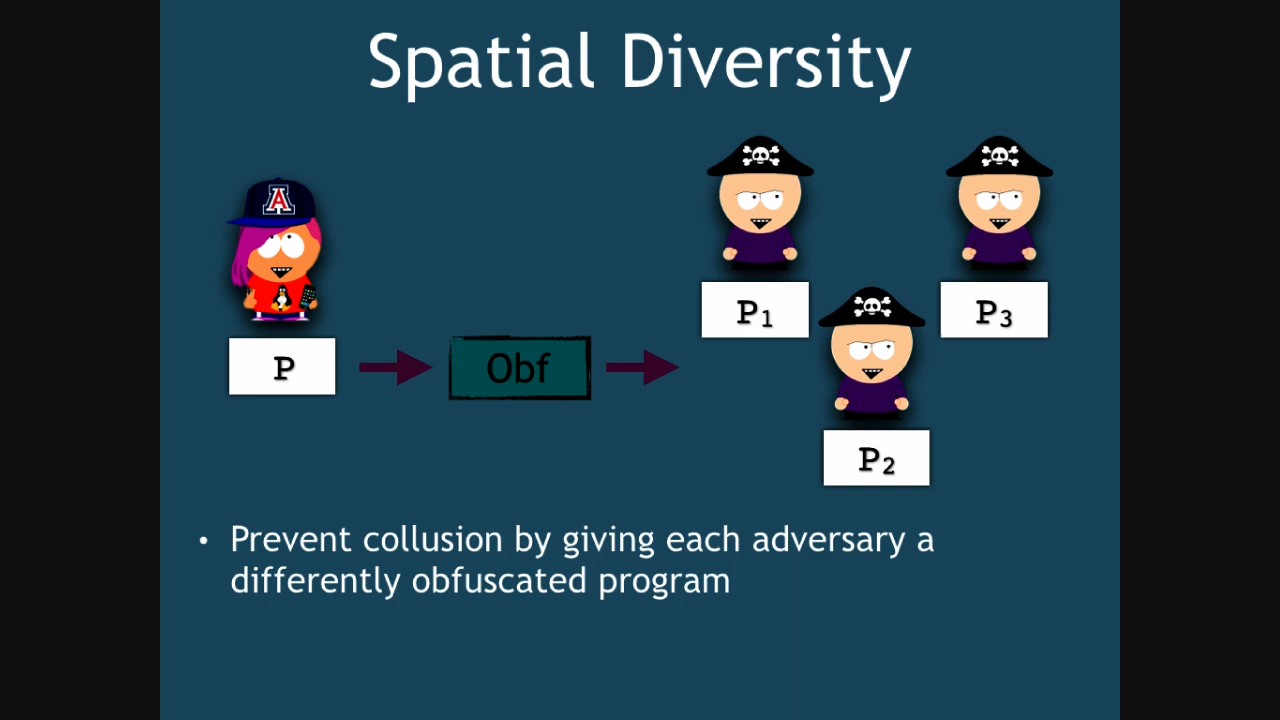 Spatial Diversity
A
P
Obf
P₁
P₂
P₃
• Prevent collusion by giving each adversary a
differently obfuscated program